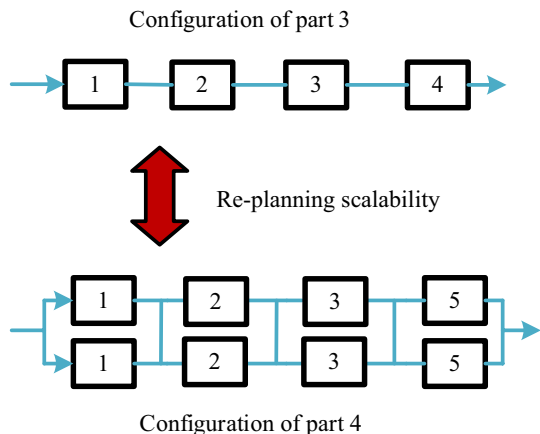 Configuration of part 3
1 2 3 4
Re-planning scalability
1 2 3 5
1 2 3 5
Configuration of part 4